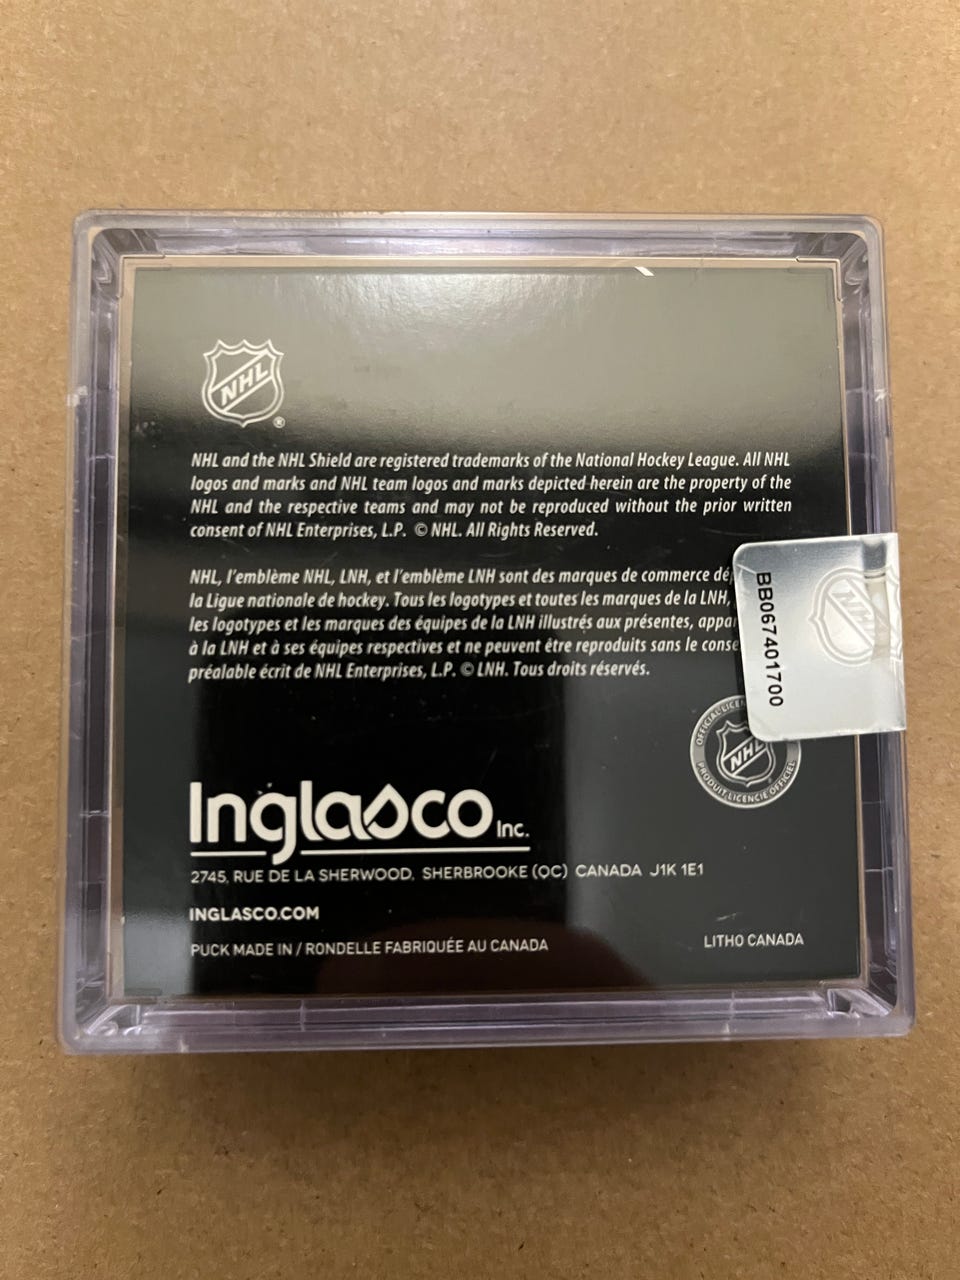 NHL
®
NHL and the NHL Shield are registered trademarks of the National Hockey League. All NHL
logos and marks and NHL team logos and marks depicted herein are the property of the
NHL and the respective teams and may not be reproduced without the prior written
consent of NHL Enterprises, L.P. © NHL. All Rights Reserved.
NHL, l'emblème NHL, LNH, et l'emblème LNH sont des marques de commerce
la Ligue nationale de hockey. Tous les logotypes et toutes les marques de la LNH,
les logotypes et les marques des équipes de la LNH illustrés aux présentes,
à la LNH et à ses équipes respectives et ne peuvent être reproduits sans le
préalable écrit de NHL Enterprises, L.P. © LNH. Tous droits réservés.
BB067401700
NHL
NHL
PRODUIT LICENCIÉ OFFICIEL
Inglasco Inc.
2745, RUE DE LA SHERWOOD, SHERBROOKE (QC) CANADA J1K 1E1
INGLASCO.COM
PUCK MADE IN / RONDELLE FABRIQUÉE AU CANADA
LITHO CANADA